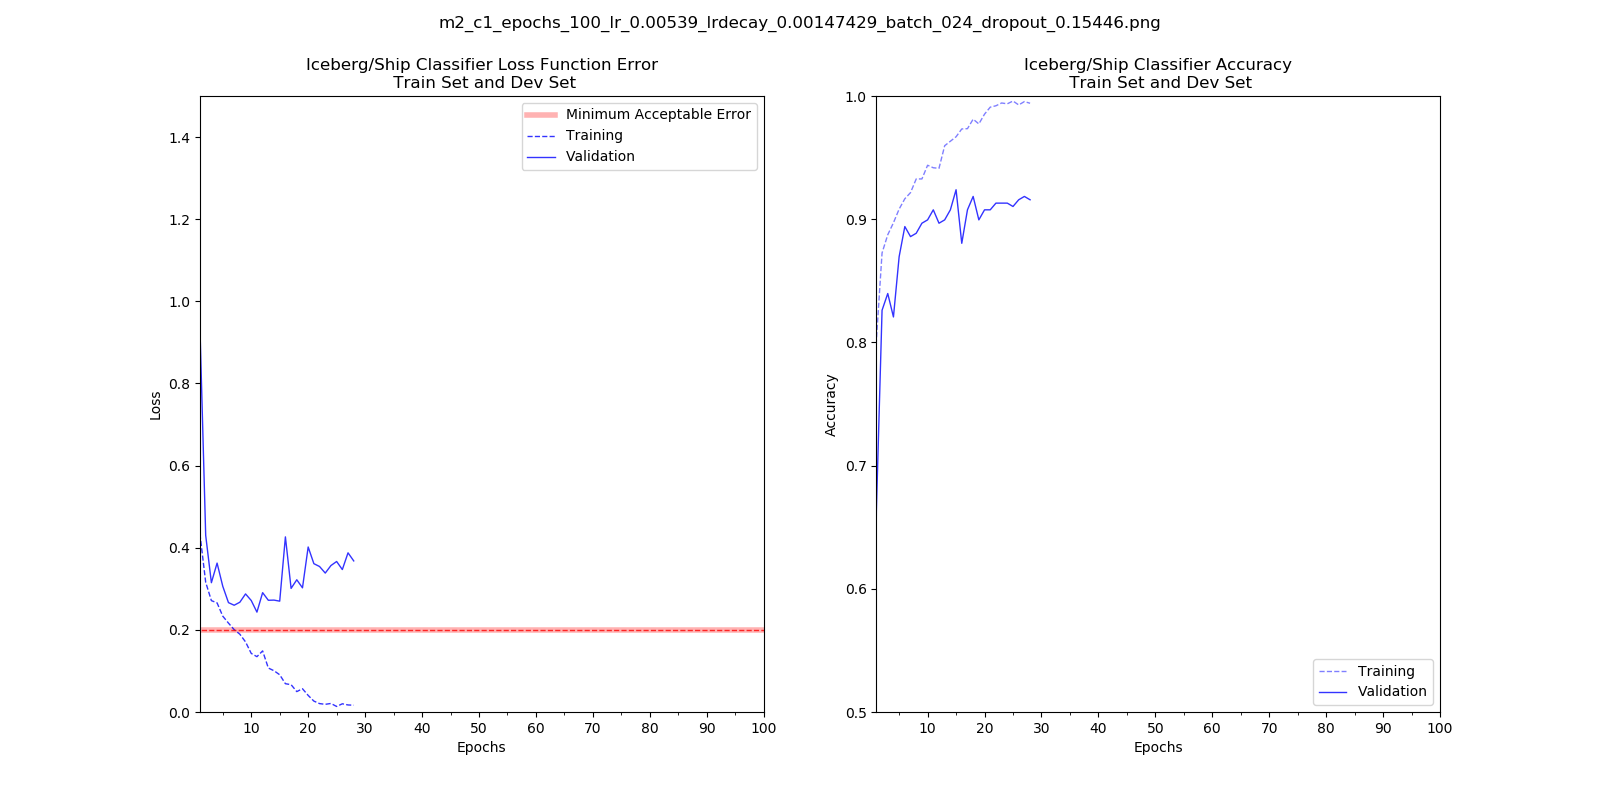 m2_c1_epochs_100_lr_0.00539_lrdecay_0.00147429_batch_024_dropout_0.15446.png
Iceberg/Ship Classifier Loss Function Error
Train Set and Dev Set
Minimum Acceptable Error
Training
Validation
1.4
1.2
1.0
0.8
0.6
0.4
0.2
0.0
Loss
10 20 30 40 50 60 70 80 90 100
Epochs
Iceberg/Ship Classifier Accuracy
Train Set and Dev Set
1.0
0.9
0.8
0.7
0.6
0.5
Accuracy
Training
Validation
10 20 30 40 50 60 70 80 90 100
Epochs